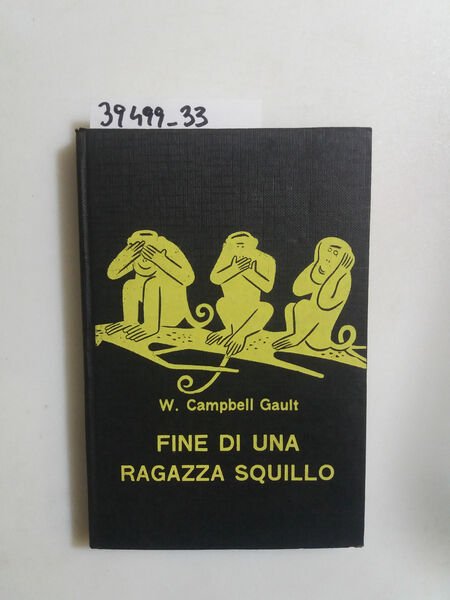 39499_33
W. Campbell Gault
FINE DI UNA
RAGAZZA SQUILLO